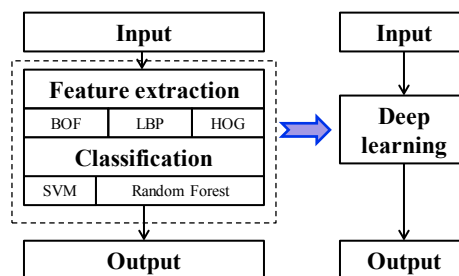 Input
Feature extraction
BOF LBP HOG
Classification
SVM Random Forest
Output
Input
Deep
learning
Output